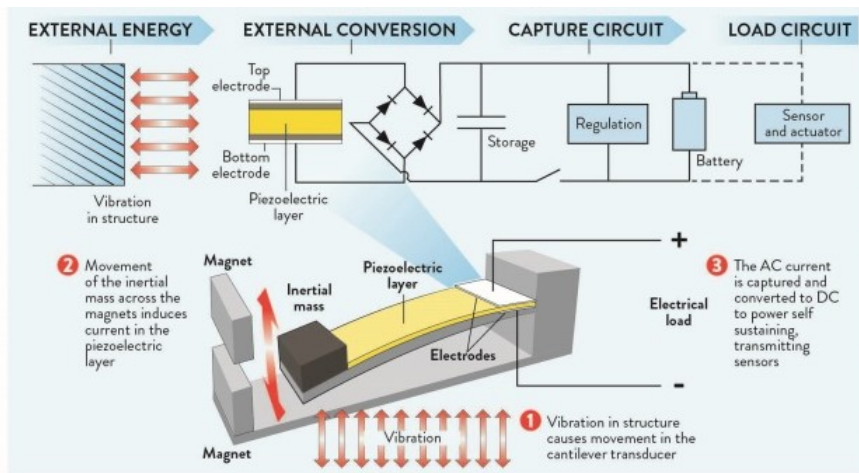 EXTERNAL ENERGY
EXTERNAL CONVERSION
CAPTURE CIRCUIT
LOAD CIRCUIT
Top
electrode
Bottom
electrode
Piezoelectric
layer
Storage
Regulation
Battery
Sensor
and actuator
Vibration
in structure
2 Movement
of the inertial
mass across the
magnets induces
current in the
piezoelectric
layer
Magnet
Inertial
mass
Piezoelectric
layer
Electrodes
Magnet
Vibration
+
Electrical
load
-
3 The AC current
is captured and
converted to DC
to power self
sustaining,
transmitting
sensors
1 Vibration in structure
causes movement in the
cantilever transducer